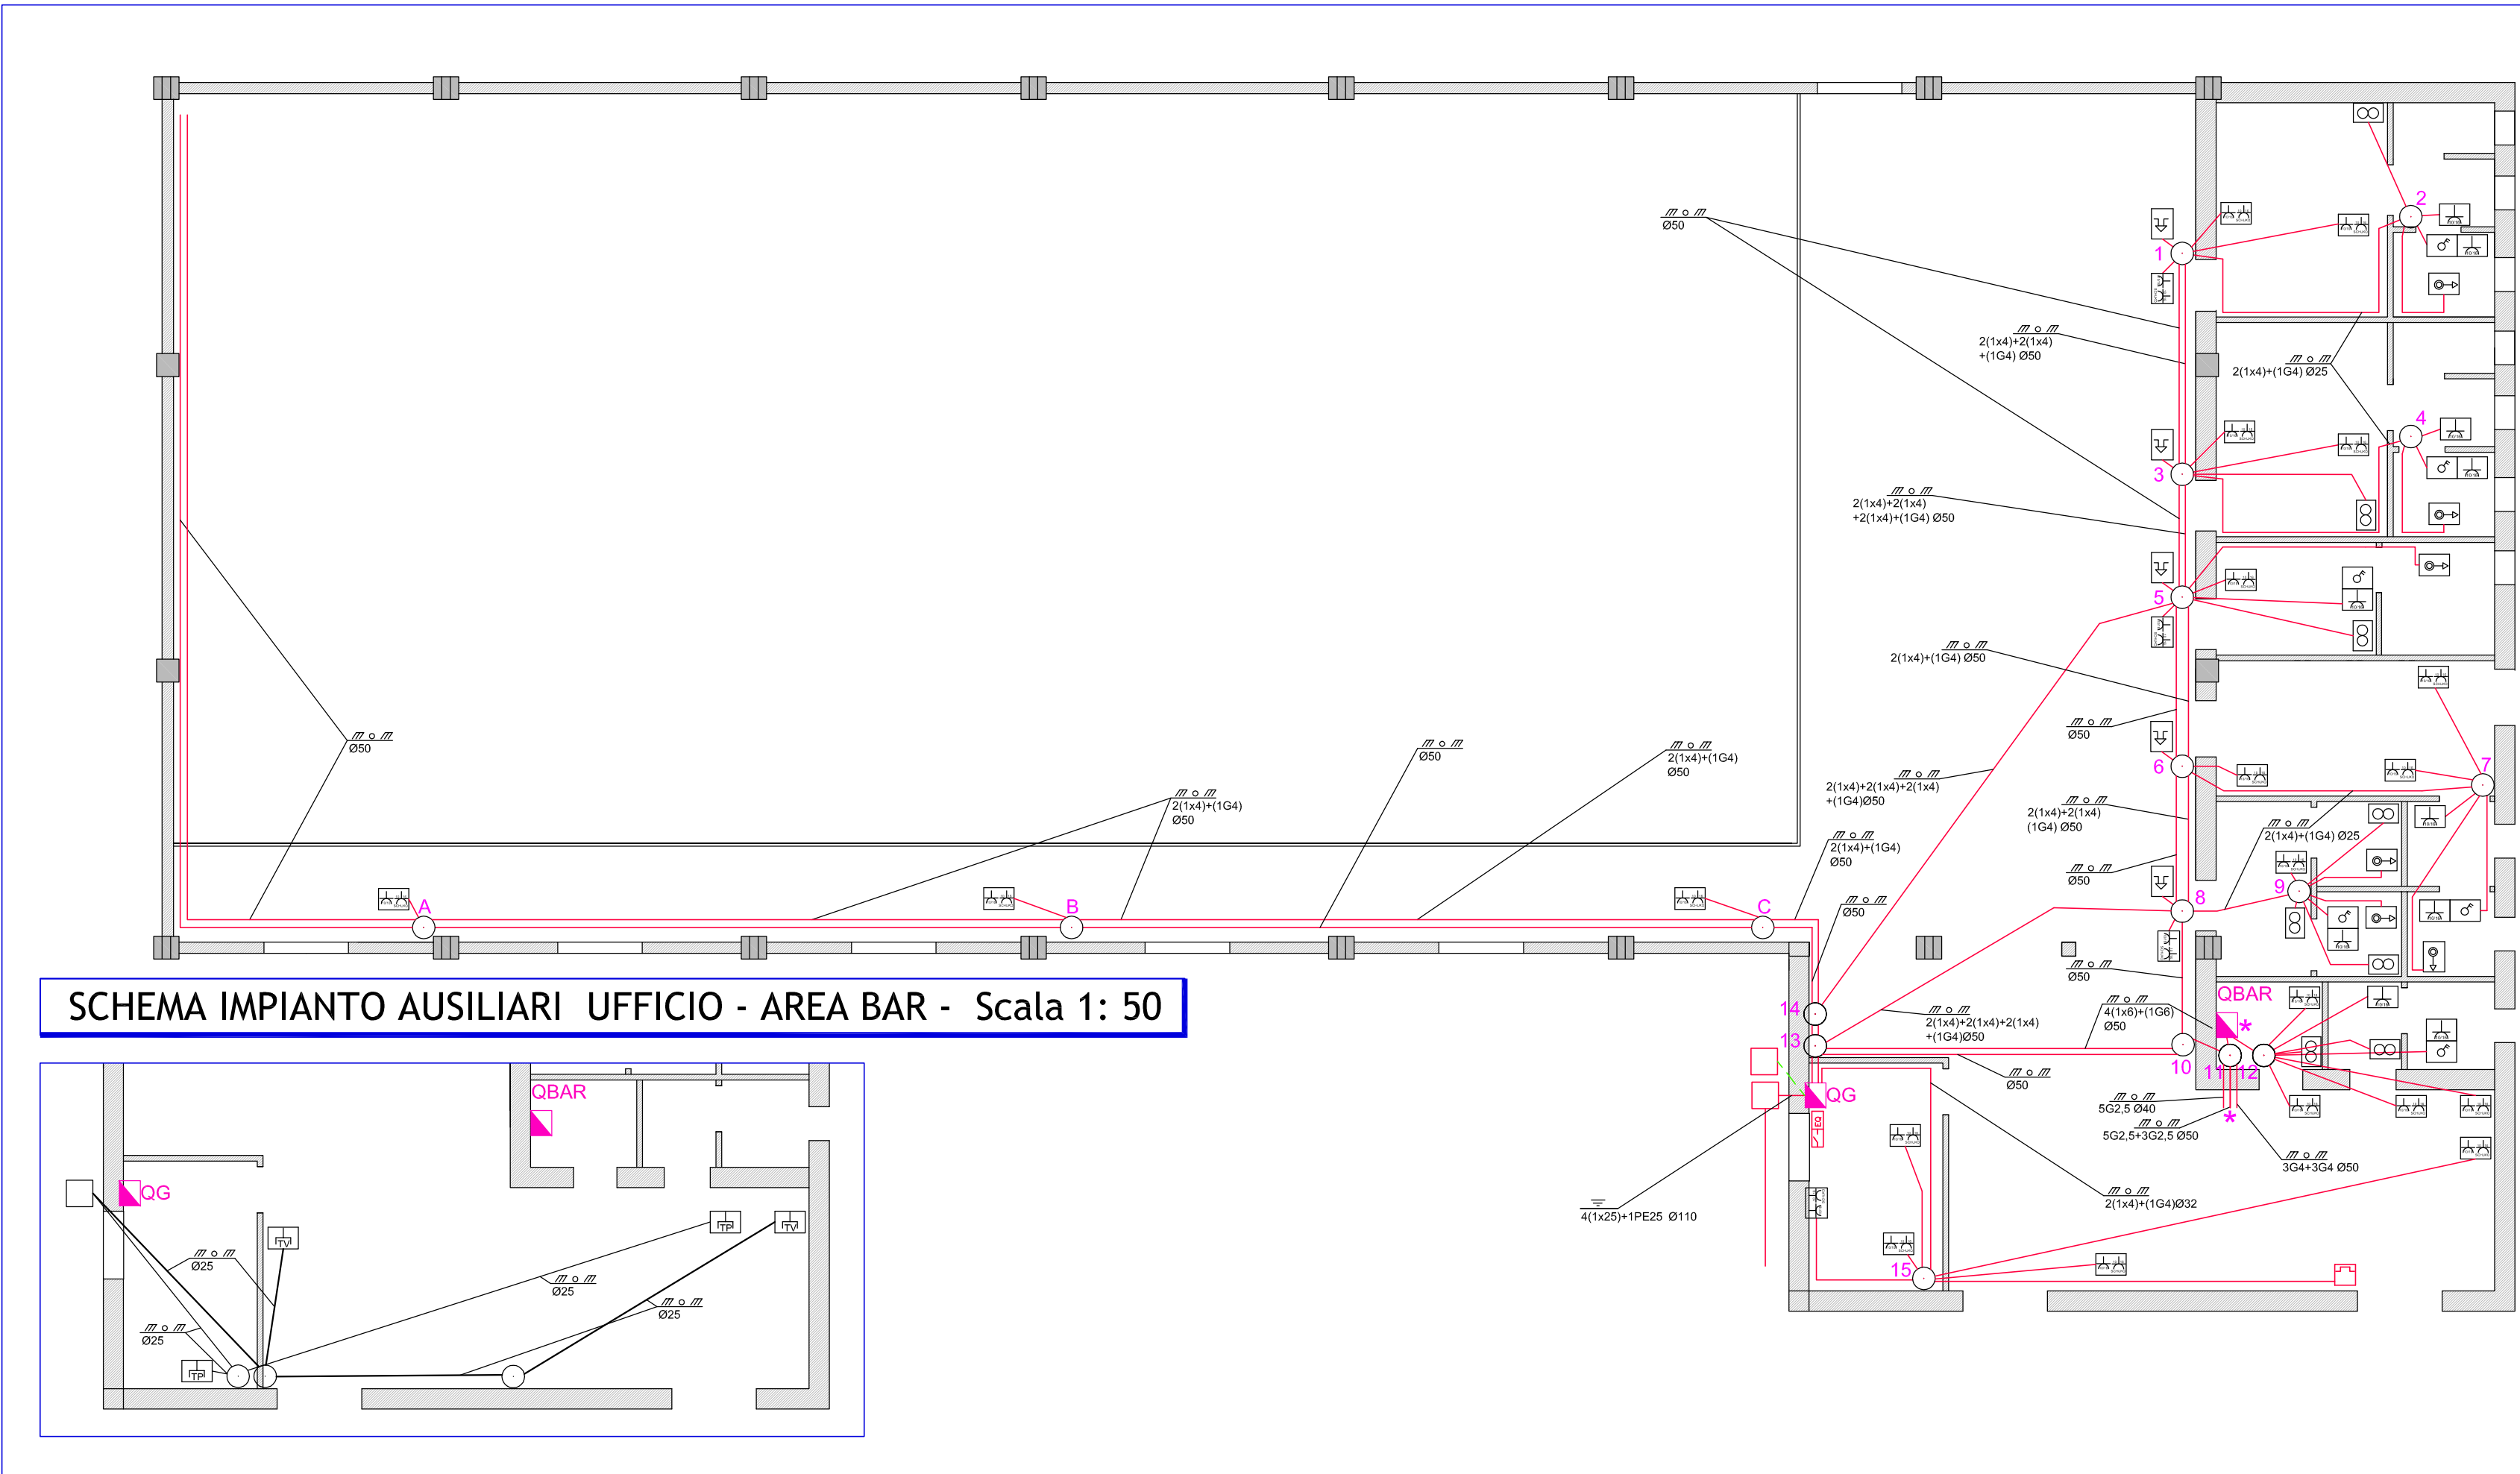 2
Ø50
1
2(1x4)+2(1x4)
+(1G4) Ø50
2(1x4)+(1G4) Ø25
4
3
2(1x4)+2(1x4)
+2(1x4)+(1G4) Ø50
5
2(1x4)+(1G4) Ø50
Ø50
Ø50
Ø50
2(1x4)+(1G4)
Ø50
6
7
2(1x4)+2(1x4)+2(1x4)
+(1G4)Ø50
2(1x4)+(1G4)
Ø50
2(1x4)+2(1x4)
(1G4) Ø50
2(1x4)+(1G4) Ø25
2(1x4)+(1G4)
Ø50
Ø50
A
B
C
Ø50
8
9
SCHEMA IMPIANTO AUSILIARI UFFICIO - AREA BAR - Scala 1: 50
Ø50
QBAR
*
14
4(1x6)+(1G6)
Ø50
2(1x4)+2(1x4)+2(1x4)
+(1G4)Ø50
13
10
11
12
Ø50
QG
EQ
5G2,5 Ø40
*
5G2,5+3G2,5 Ø50
3G4+3G4 Ø50
2(1x4)+(1G4)Ø32
4(1x25)+1PE25 Ø110
15
QBAR
QG
TV
TP
TV
Ø25
Ø25
Ø25
Ø25
TP